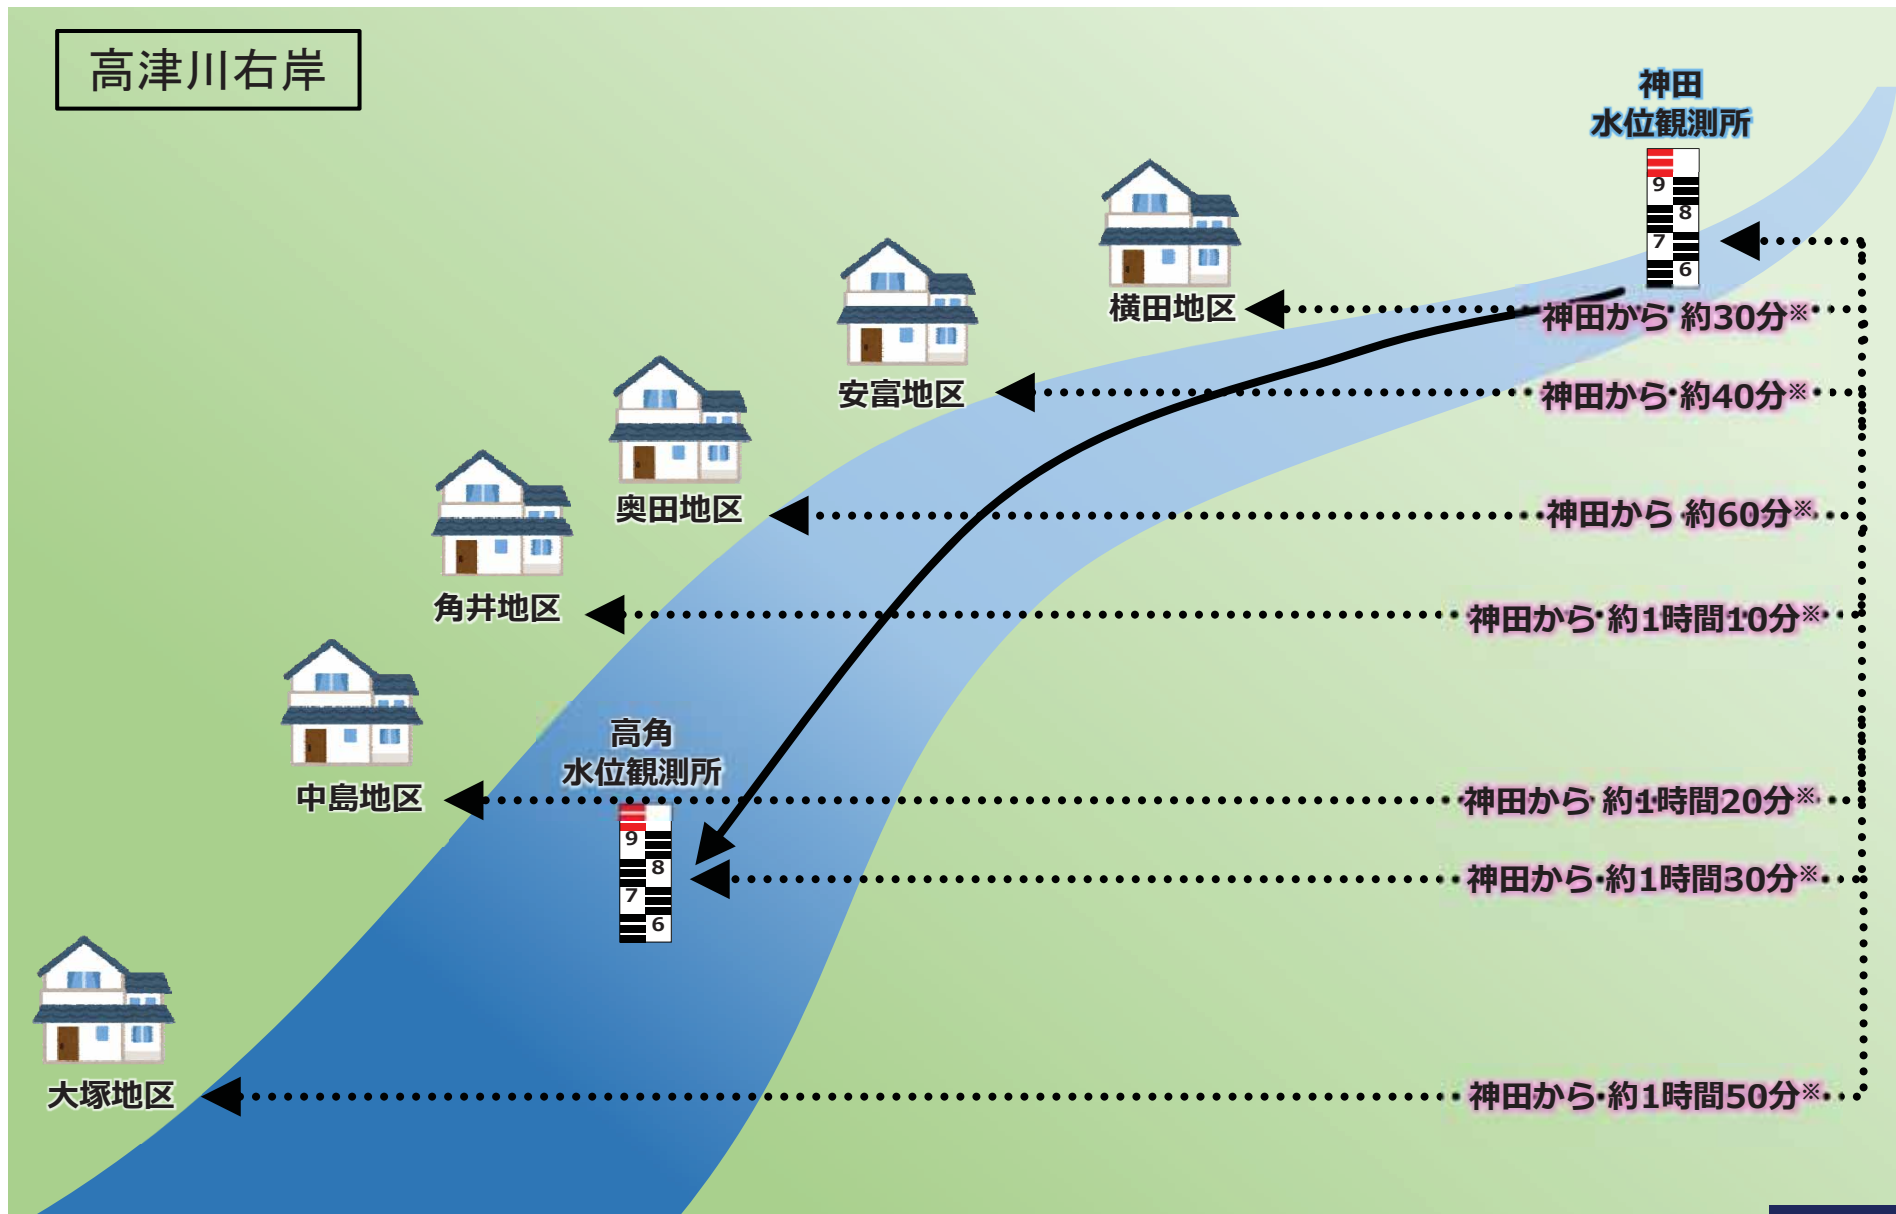 高津川右岸
神田
水位観測所
9
8
7
6
横田地区
神田から 約30分※
安富地区
神田から 約40分※
奥田地区
神田から 約60分※
角井地区
神田から 約1時間10分※
高角
水位観測所
中島地区
神田から 約1時間20分※
9
8
7
6
神田から 約1時間30分※
大塚地区
神田から 約1時間50分※